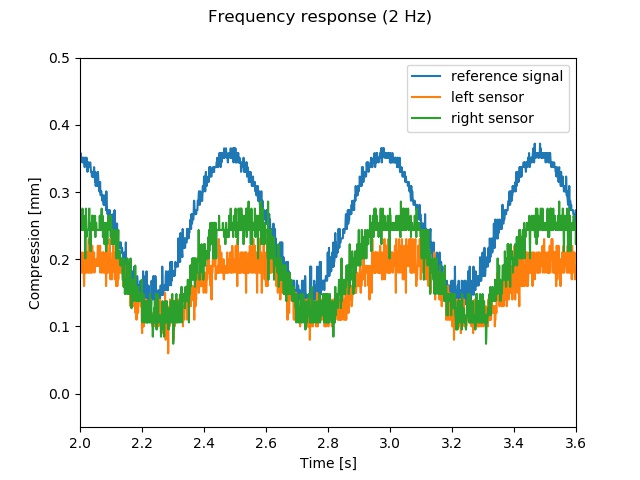 Frequency response (2 Hz)
0.5
0.4
0.3
0.2
0.1
0.0
Compression [mm]
reference signal
left sensor
right sensor
2.0 2.2 2.4 2.6 2.8 3.0 3.2 3.4 3.6
Time [s]